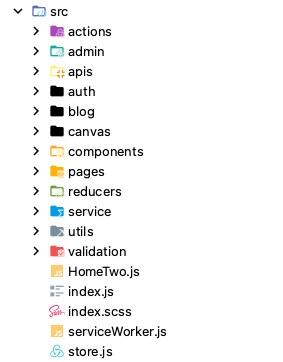 src
actions
admin
apis
auth
blog
canvas
components
pages
reducers
service
utils
validation
HomeTwo.js
index.js
index.scss
serviceWorker.js
store.js